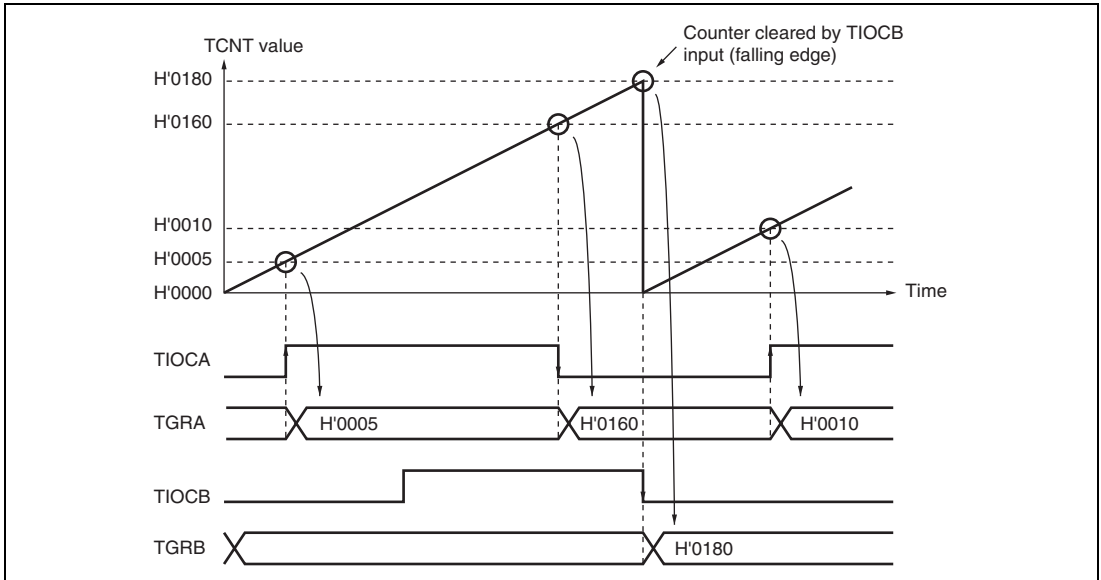 Counter cleared by TIOCB
input (falling edge)
TCNT value
H'0180
H'0160
H'0010
H'0005
H'0000
Time
TIOCA
TGRA
H'0005
H'0160
H'0010
TIOCB
TGRB
H'0180